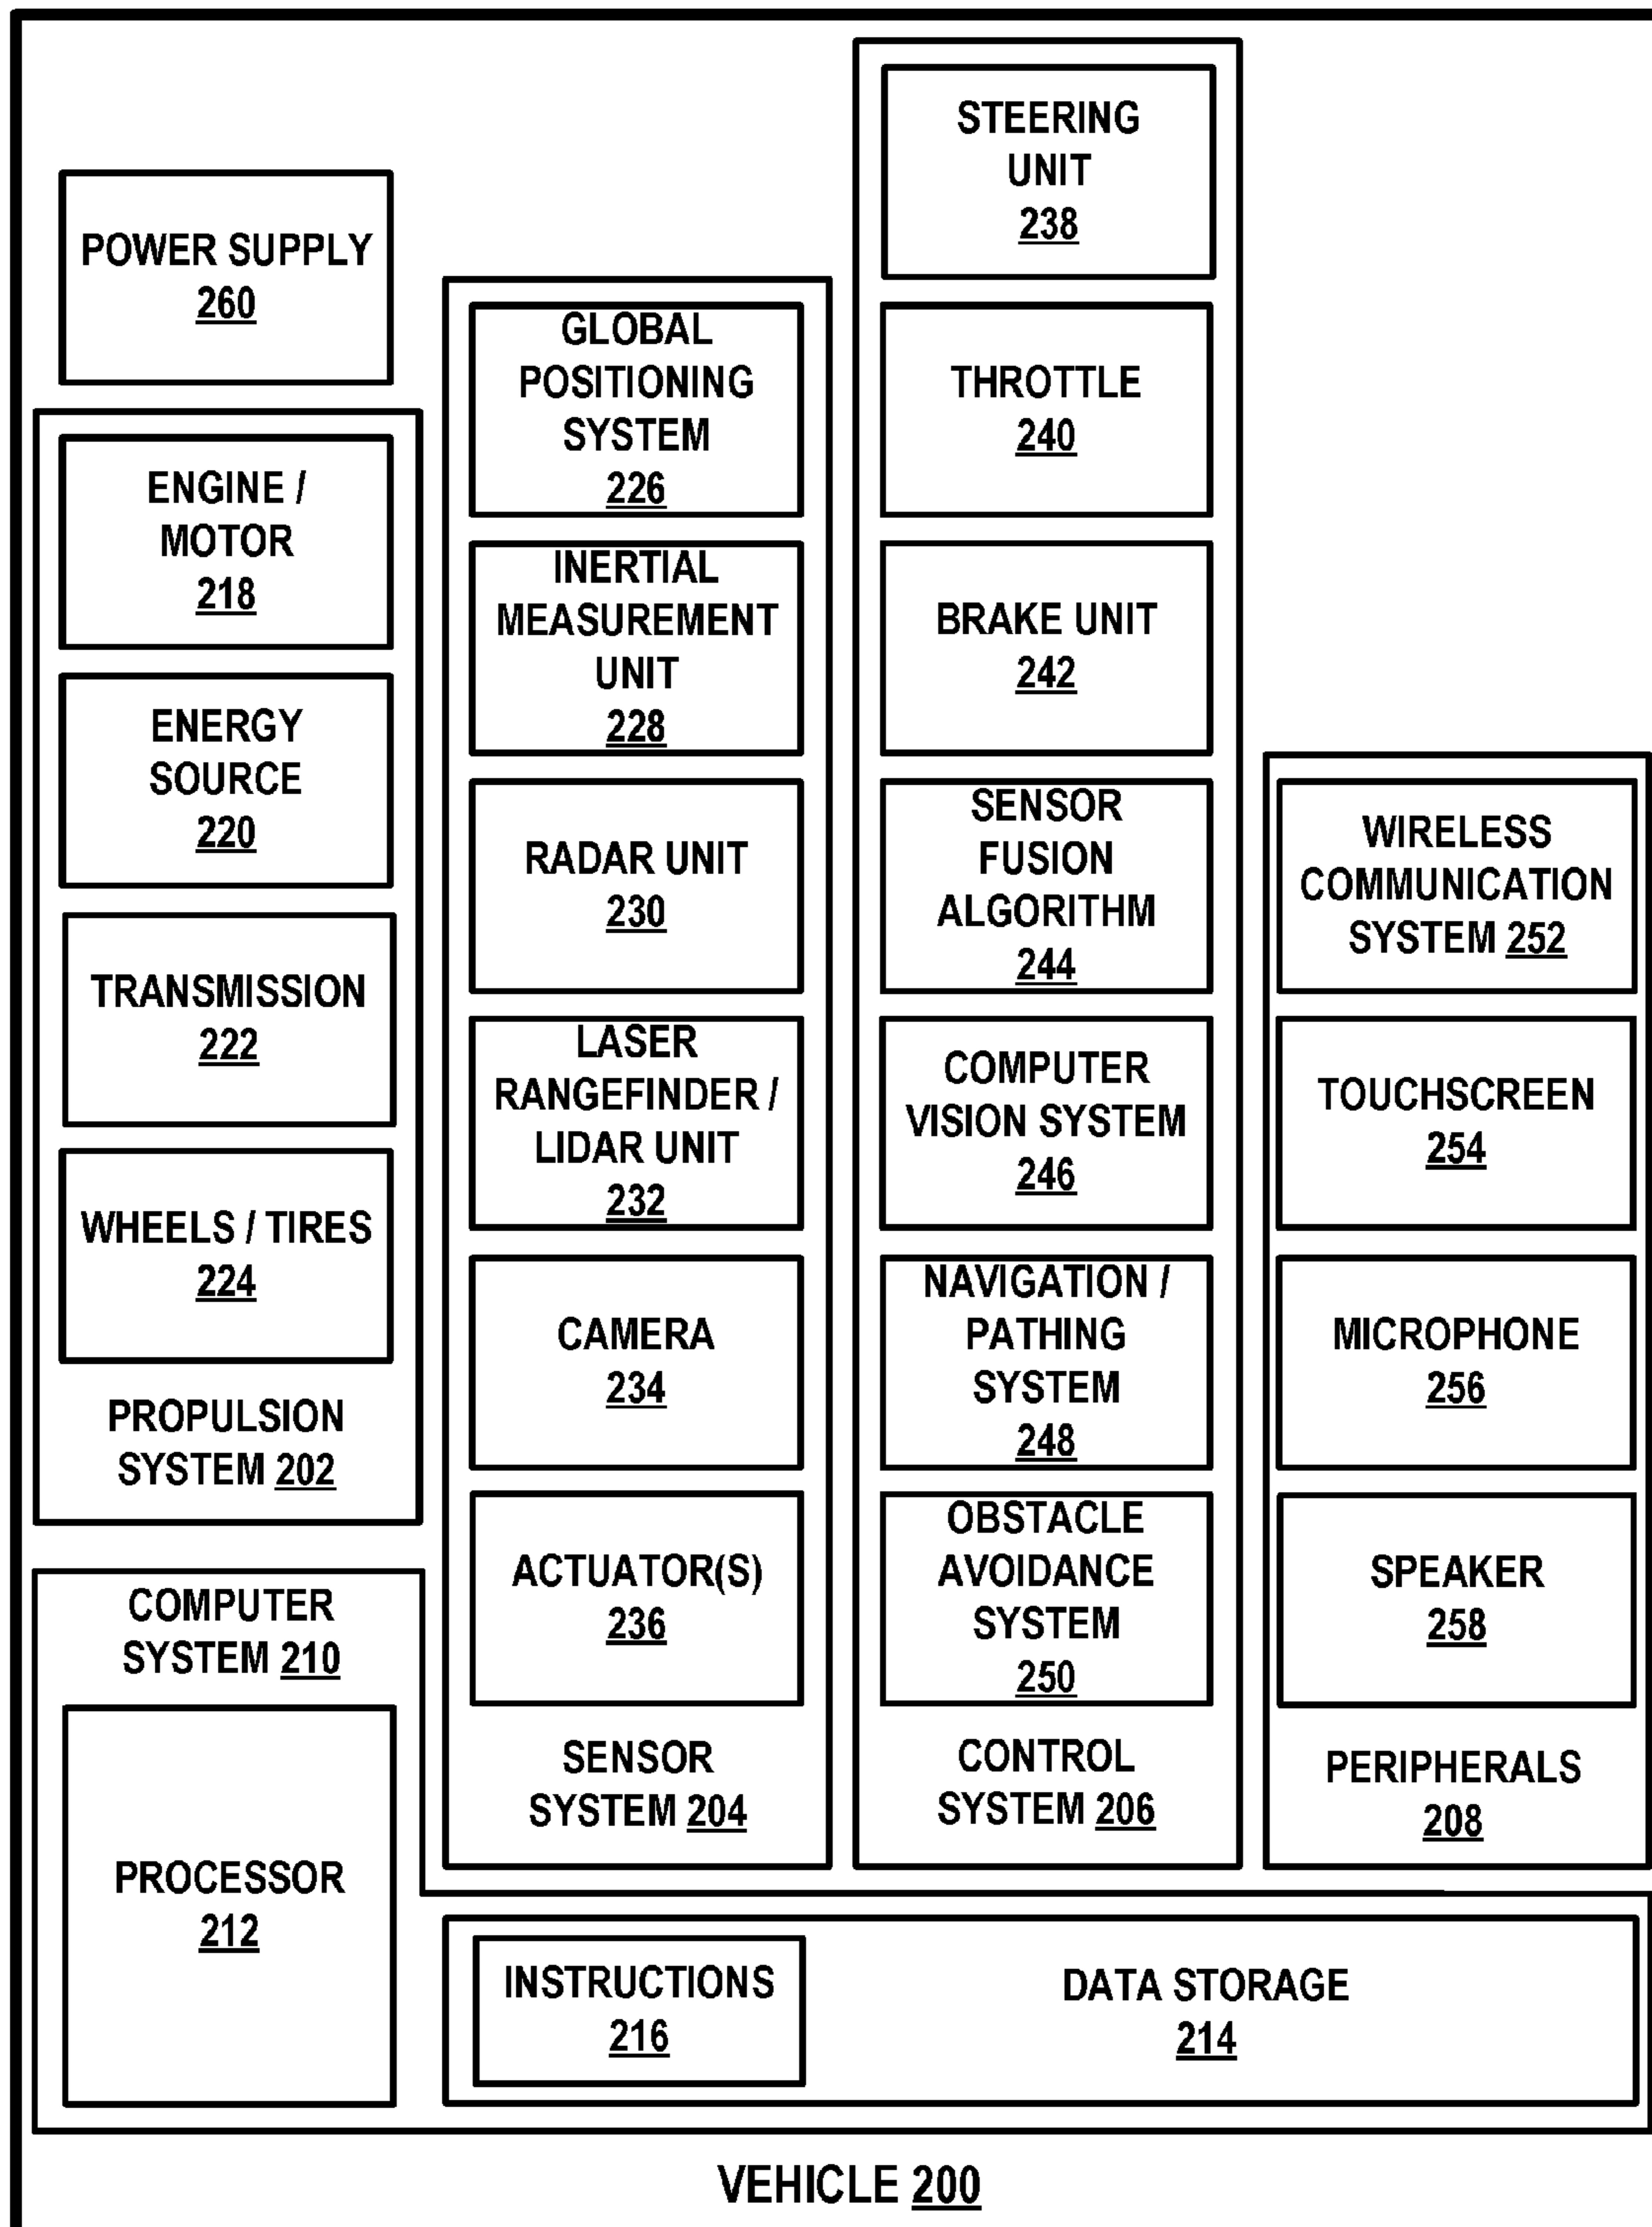 POWER SUPPLY
260
ENGINE /
MOTOR
218
ENERGY
SOURCE
220
TRANSMISSION
222
WHEELS / TIRES
224
PROPULSION
SYSTEM 202
COMPUTER
SYSTEM 210
PROCESSOR
212
GLOBAL
POSITIONING
SYSTEM
226
INERTIAL
MEASUREMENT
UNIT
228
RADAR UNIT
230
LASER
RANGEFINDER /
LIDAR UNIT
232
CAMERA
234
ACTUATOR(S)
236
SENSOR
SYSTEM 204
STEERING
UNIT
238
THROTTLE
240
BRAKE UNIT
242
SENSOR
FUSION
ALGORITHM
244
COMPUTER
VISION SYSTEM
246
NAVIGATION /
PATHING
SYSTEM
248
OBSTACLE
AVOIDANCE
SYSTEM
250
CONTROL
SYSTEM 206
WIRELESS
COMMUNICATION
SYSTEM 252
TOUCHSCREEN
254
MICROPHONE
256
SPEAKER
258
PERIPHERALS
208
INSTRUCTIONS
216
DATA STORAGE
214
VEHICLE 200